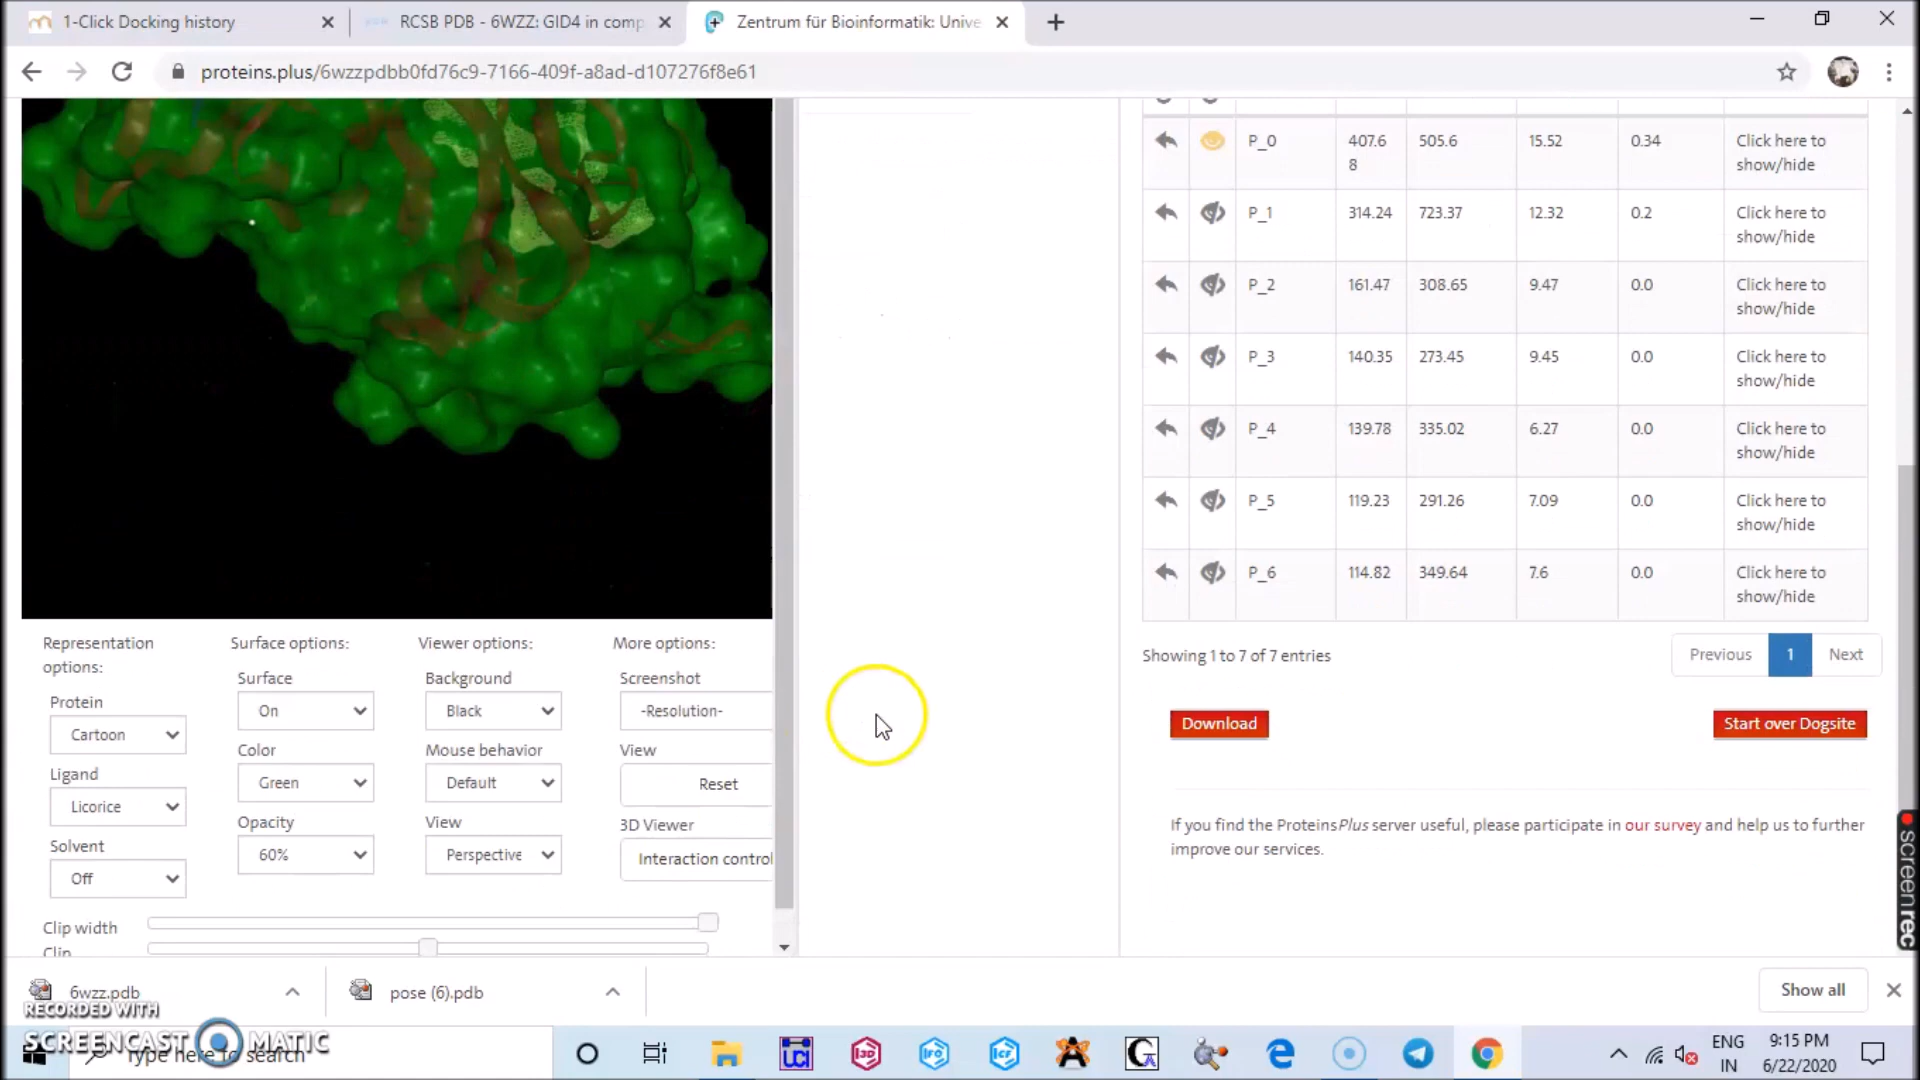 1-Click Docking history
RCSB PDB - 6WZZ: GID4 in comp
Zentrum für Bioinformatik: Unive
proteins.plus/6wzzpdbb0fd76c9-7166-409f-a8ad-d107276f8e61
P_0 407.6 505.6 15.52 0.34 Click here to
8 show/hide
P_1 314.24 723.37 12.32 0.2 Click here to
show/hide
P_2 161.47 308.65 9.47 0.0 Click here to
show/hide
P_3 140.35 273.45 9.45 0.0 Click here to
show/hide
P_4 139.78 335.02 6.27 0.0 Click here to
show/hide
P_5 119.23 291.26 7.09 0.0 Click here to
show/hide
P_6 114.82 349.64 7.6 0.0 Click here to
show/hide
Showing 1 to 7 of 7 entries
Previous 1 Next
Download
Start over Dogsite
If you find the ProteinsPlus server useful, please participate in our survey and help us to further
improve our services.
Representation
options:
Protein
Cartoon
Ligand
Licorice
Solvent
Off
Surface options:
Surface
On
Color
Green
Opacity
60%
Viewer options:
Background
Black
Mouse behavior
Default
View
Perspective
More options:
Screenshot
-Resolution-
View
Reset
3D Viewer
Interaction control
Clip width
Clip
6wzz.pdb
pose (6).pdb
Show all
RECORDED WITH
SCREENCAST MATIC
Type here to search
ENG
IN
9:15 PM
6/22/2020
screenrec